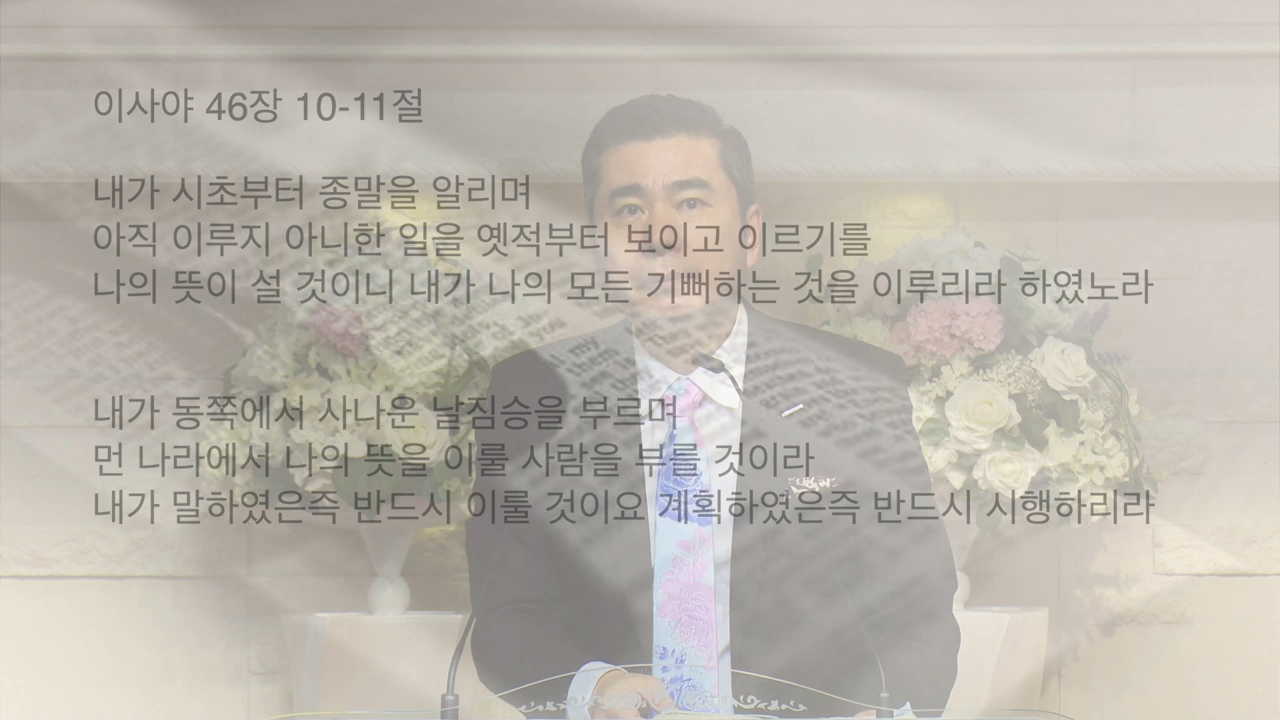 이사야 46장 10-11절
내가 시초부터 종말을 알리며
아직 이루지 아니한 일을 옛적부터 보이고 이르기를
나의 뜻이 설 것이니 내가 나의 모든 기뻐하는 것을 이루리라 하였노라
내가 동쪽에서 사나운 날짐승을 부르며
먼 나라에서 나의 뜻을 이룰 사람을 부를 것이라
내가 말하였은즉 반드시 이룰 것이요 계획하였은즉 반드시 시행하리라